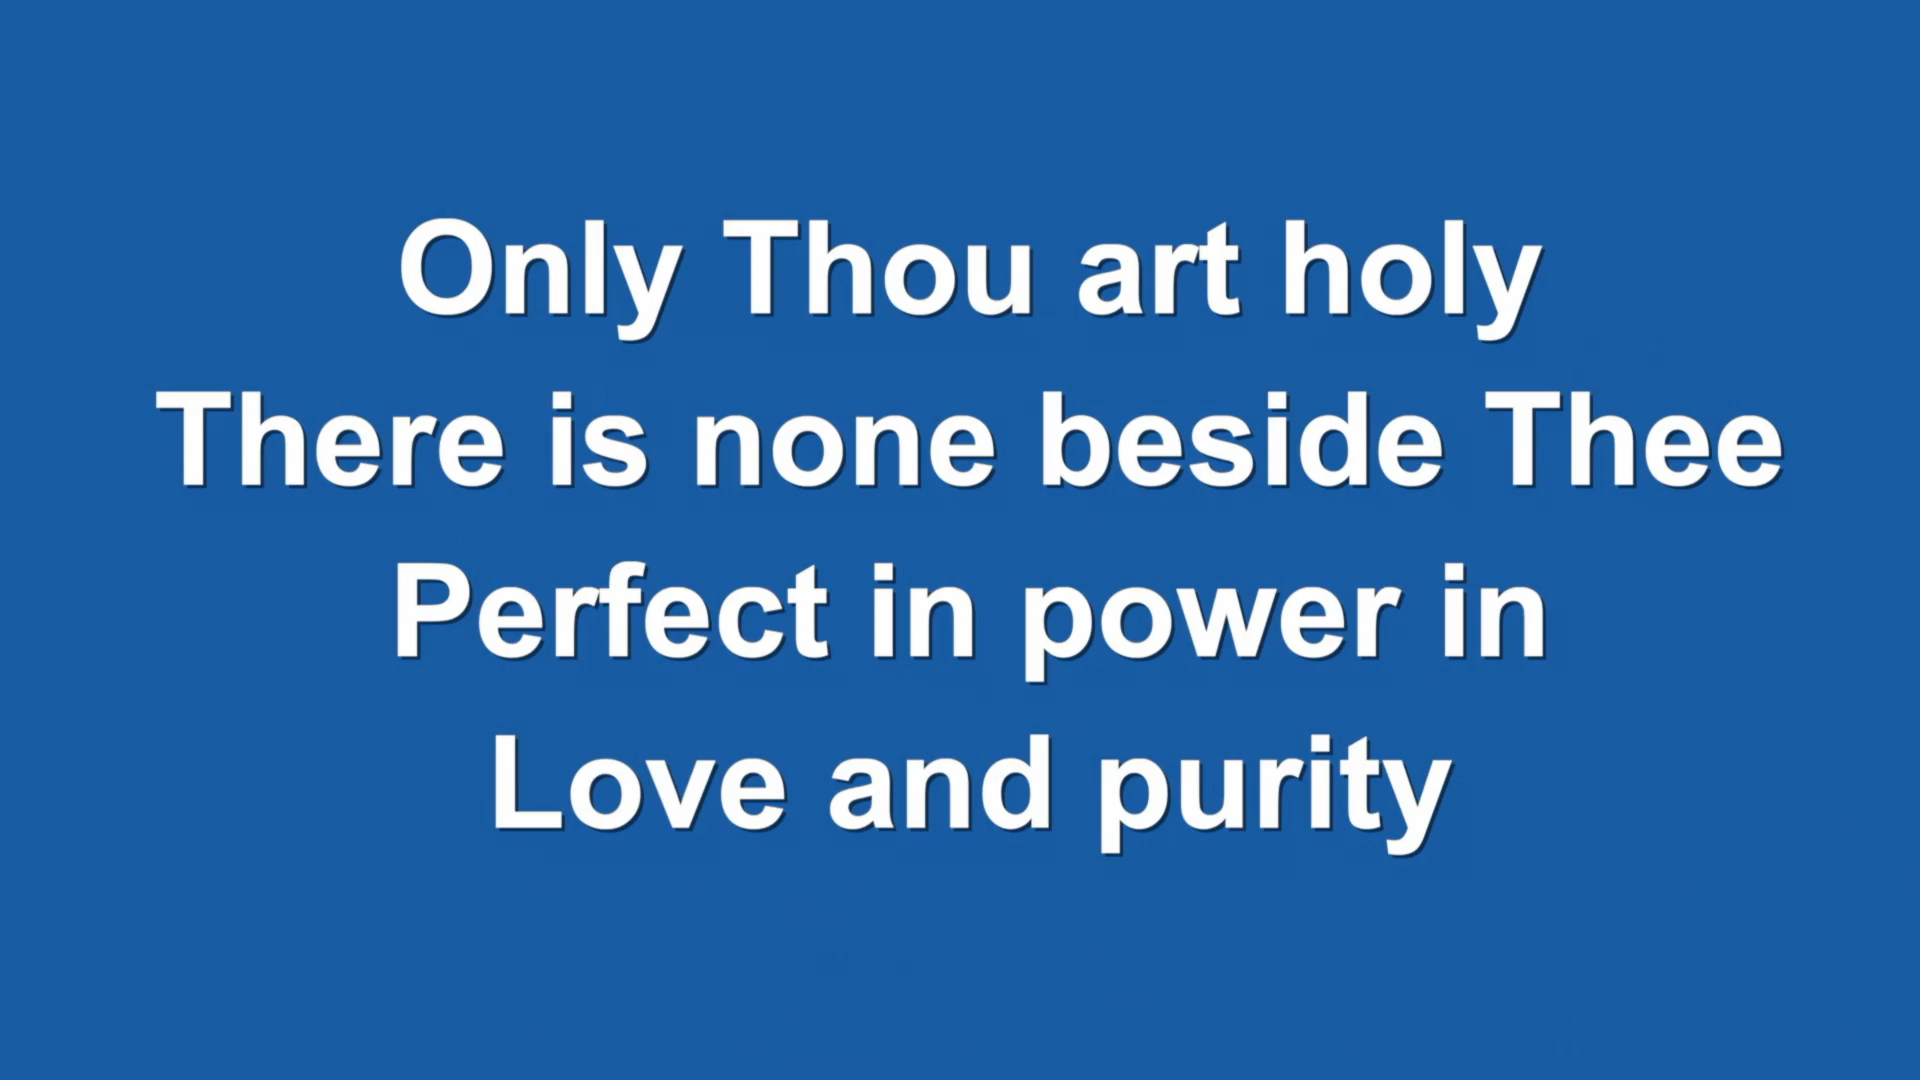 Only Thou art holy
There is none beside Thee
Perfect in power in
Love and purity